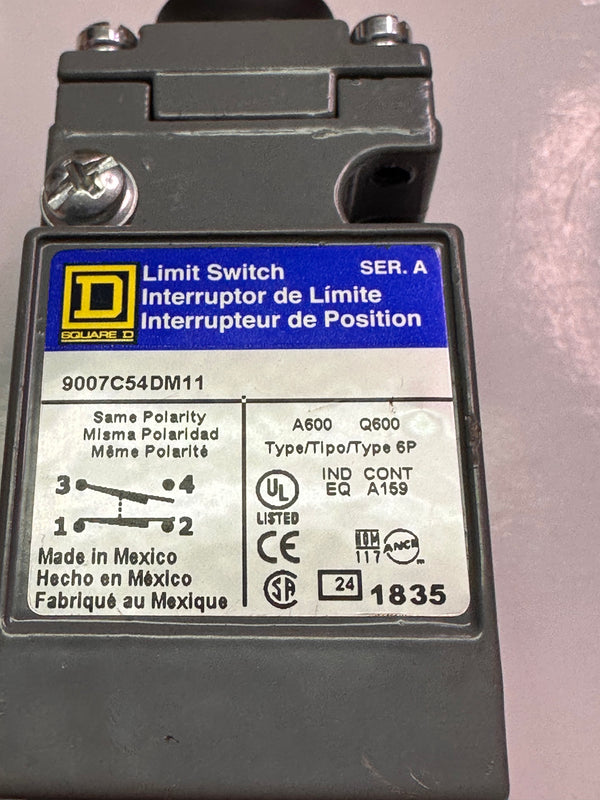 Limit Switch SER. A
Interruptor de Límite
Interrupteur de Position
D
SQUARE D
9007C54DM11
Same Polarity
Misma Polaridad
Même Polarité
3 4
1 2
Made in Mexico
Hecho en México
Fabriqué au Mexique
A600 Q600
Type/Tipo/Type 6P
UL
LISTED
IND CONT
EQ A159
CE
NOM
117
ANCE
SA
24
1835